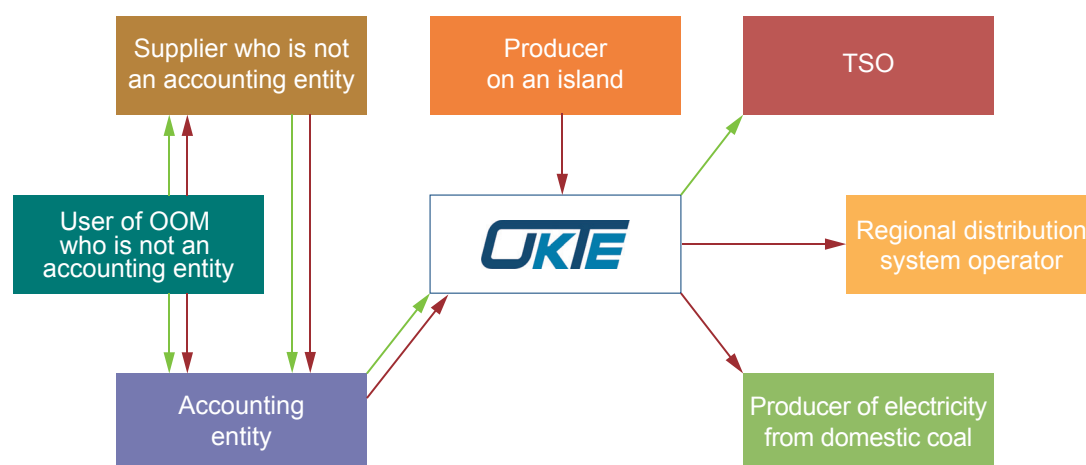 Supplier who is not
an accounting entity
Producer
on an island
TSO
User of OOM
who is not an
accounting entity
OKTE
Regional distribution
system operator
Accounting
entity
Producer of electricity
from domestic coal